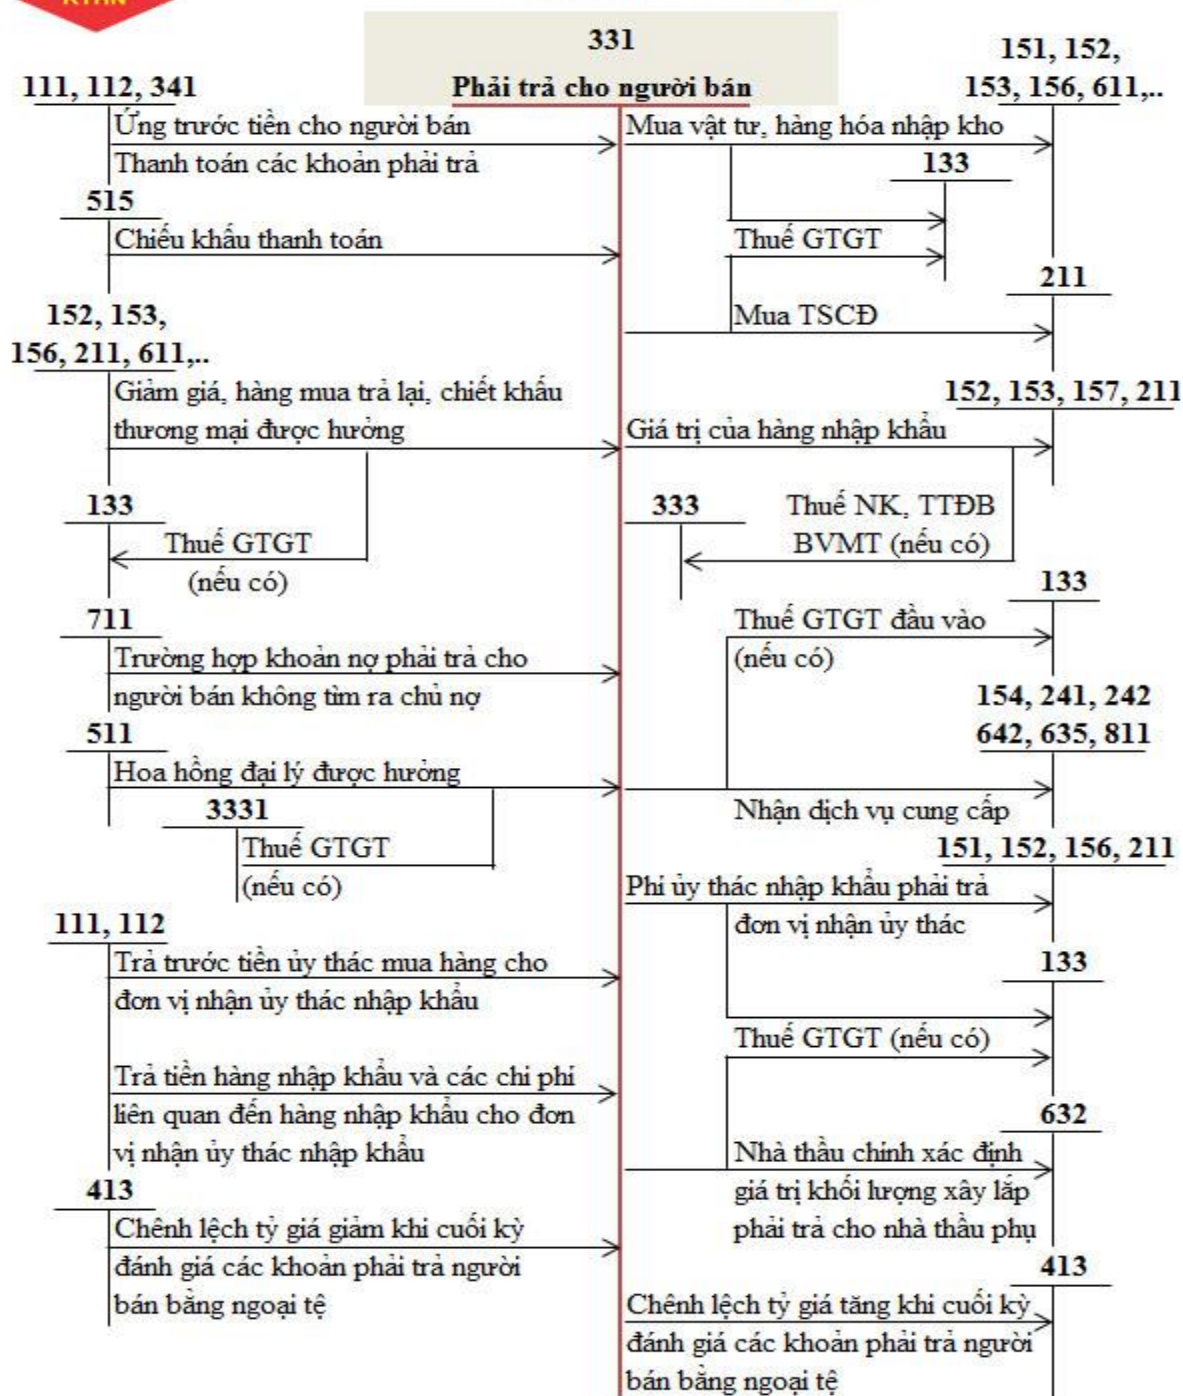 KTHN
331
Phải trả cho người bán
111, 112, 341
Ứng trước tiền cho người bán
Thanh toán các khoản phải trả
515
Chiếu khấu thanh toán
152, 153,
156, 211, 611,..
Giảm giá, hàng mua trả lại, chiết khấu
thương mại được hưởng
133
Thuế GTGT
(nếu có)
711
Trường hợp khoản nợ phải trả cho
người bán không tìm ra chủ nợ
511
Hoa hồng đại lý được hưởng
3331
Thuế GTGT
(nếu có)
111, 112
Trả trước tiền ủy thác mua hàng cho
đơn vị nhận ủy thác nhập khẩu
Trả tiền hàng nhập khẩu và các chi phí
liên quan đến hàng nhập khẩu cho đơn
vị nhận ủy thác nhập khẩu
413
Chênh lệch tỷ giá giảm khi cuối kỳ
đánh giá các khoản phải trả người
bán bằng ngoại tệ
151, 152,
153, 156, 611,..
Mua vật tư, hàng hóa nhập kho
133
Thuế GTGT
211
Mua TSCĐ
152, 153, 157, 211
Giá trị của hàng nhập khẩu
333
Thuế NK, TTĐB
BVMT (nếu có)
133
Thuế GTGT đầu vào
(nếu có)
154, 241, 242
642, 635, 811
Nhận dịch vụ cung cấp
151, 152, 156, 211
Phí ủy thác nhập khẩu phải trả
đơn vị nhận ủy thác
133
Thuế GTGT (nếu có)
632
Nhà thầu chính xác định
giá trị khối lượng xây lắp
phải trả cho nhà thầu phụ
413
Chênh lệch tỷ giá tăng khi cuối kỳ
đánh giá các khoản phải trả người
bán bằng ngoại tệ